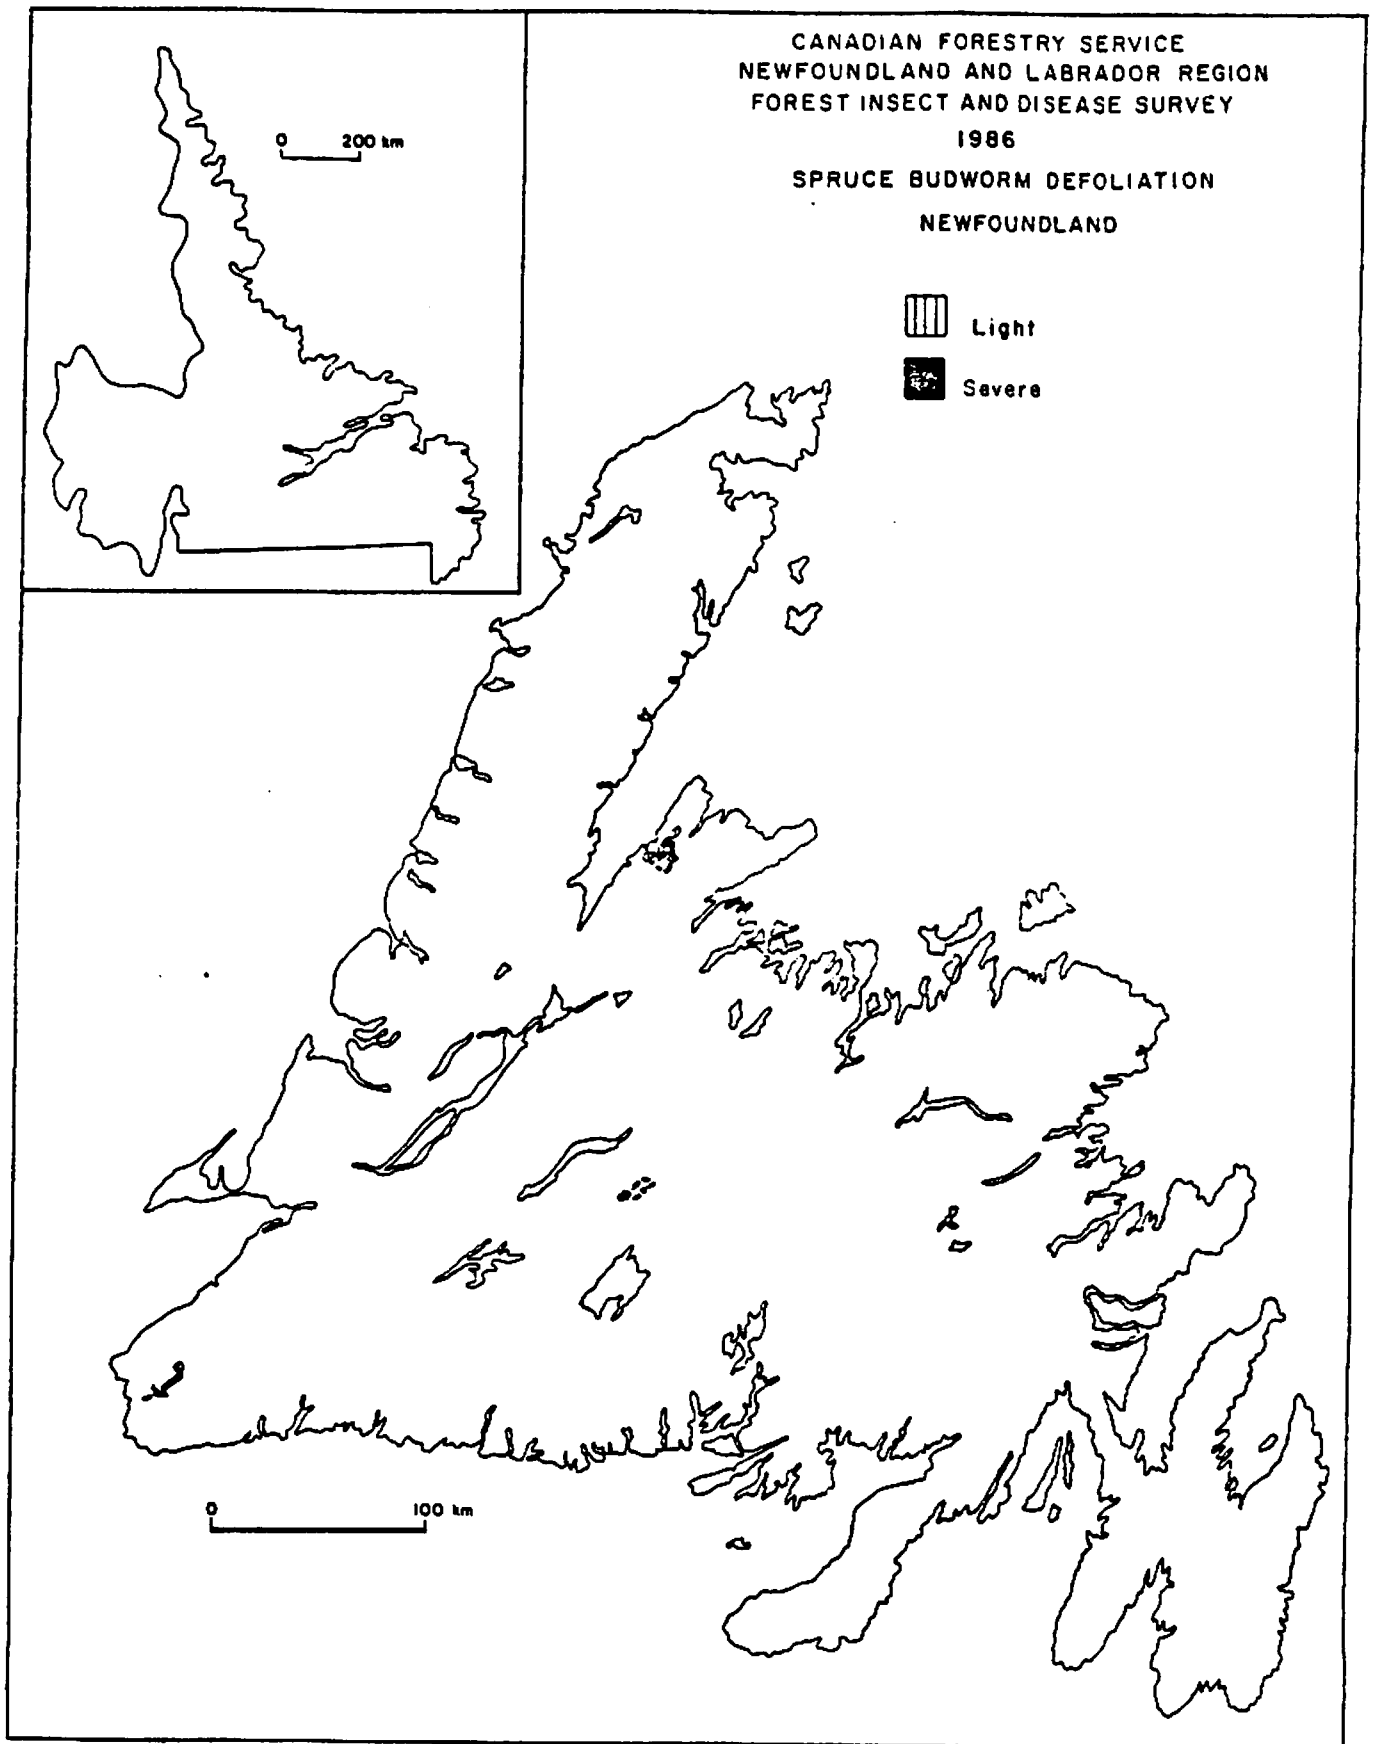 CANADIAN FORESTRY SERVICE
NEWFOUNDLAND AND LABRADOR REGION
FOREST INSECT AND DISEASE SURVEY
1986
SPRUCE BUDWORM DEFOLIATION
NEWFOUNDLAND
0 200 km
Light
Severe
0 100 km